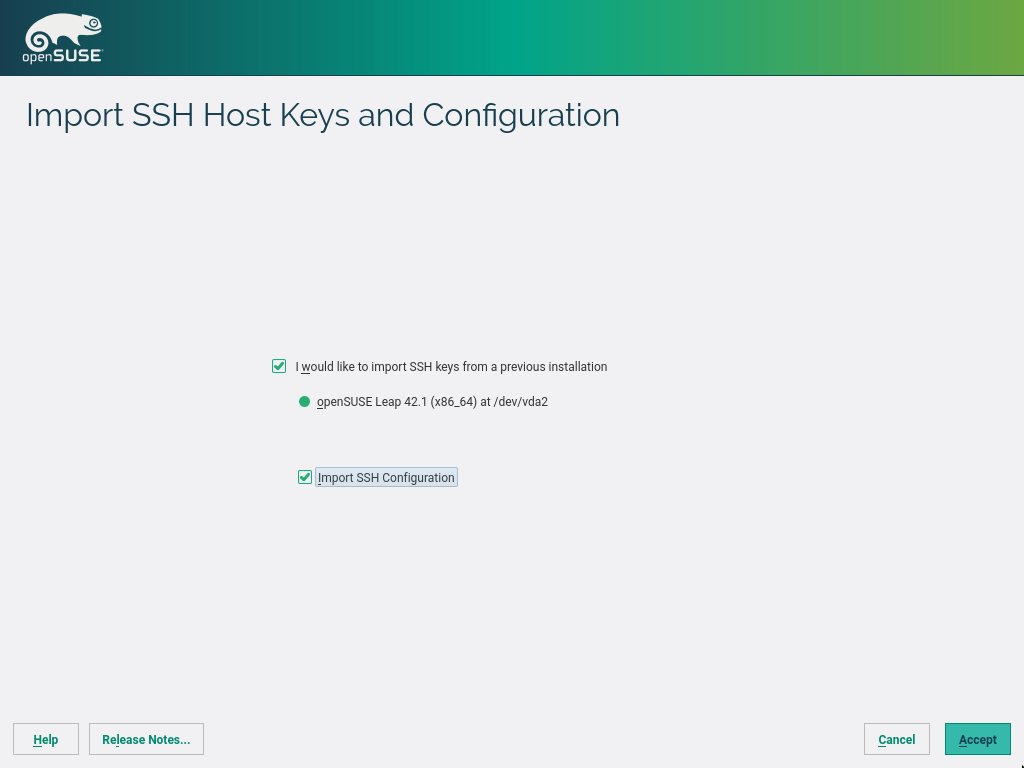 openSUSE
Import SSH Host Keys and Configuration
I would like to import SSH keys from a previous installation
openSUSE Leap 42.1 (x86_64) at /dev/vda2
Import SSH Configuration
Help
Release Notes...
Cancel
Accept